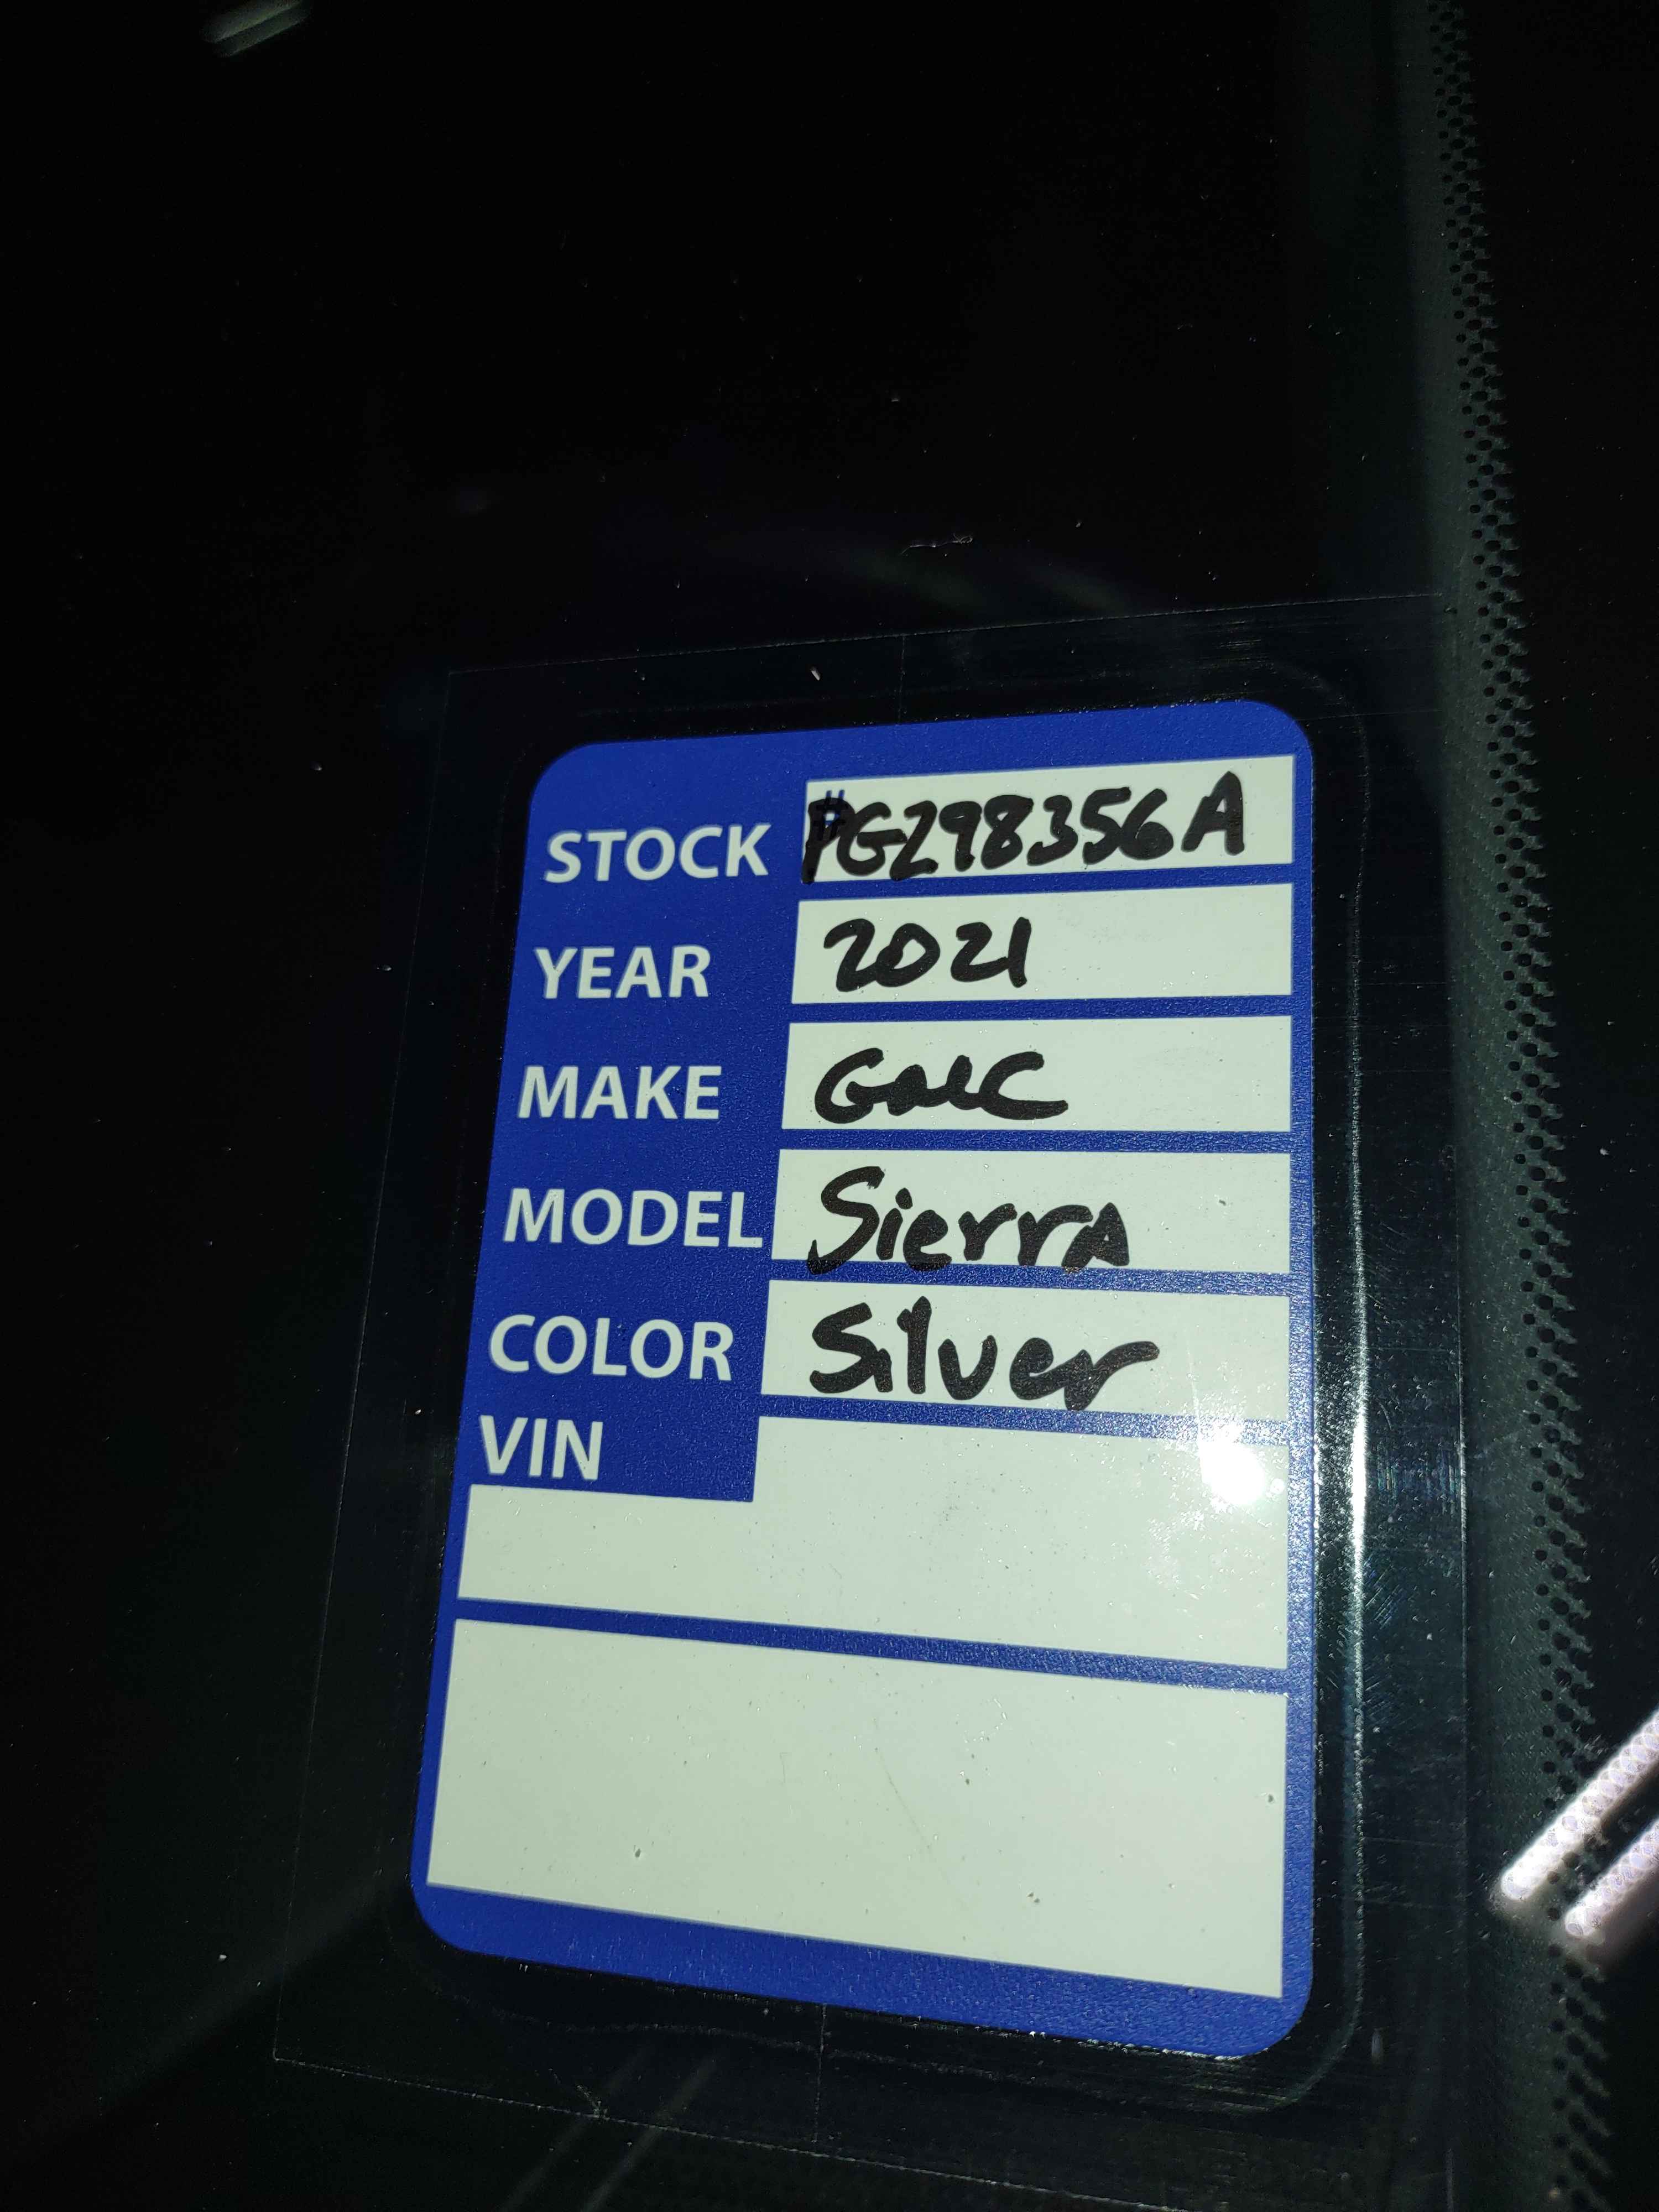 STOCK #PG298356A
YEAR 2021
MAKE GMC
MODEL Sierra
COLOR Silver
VIN